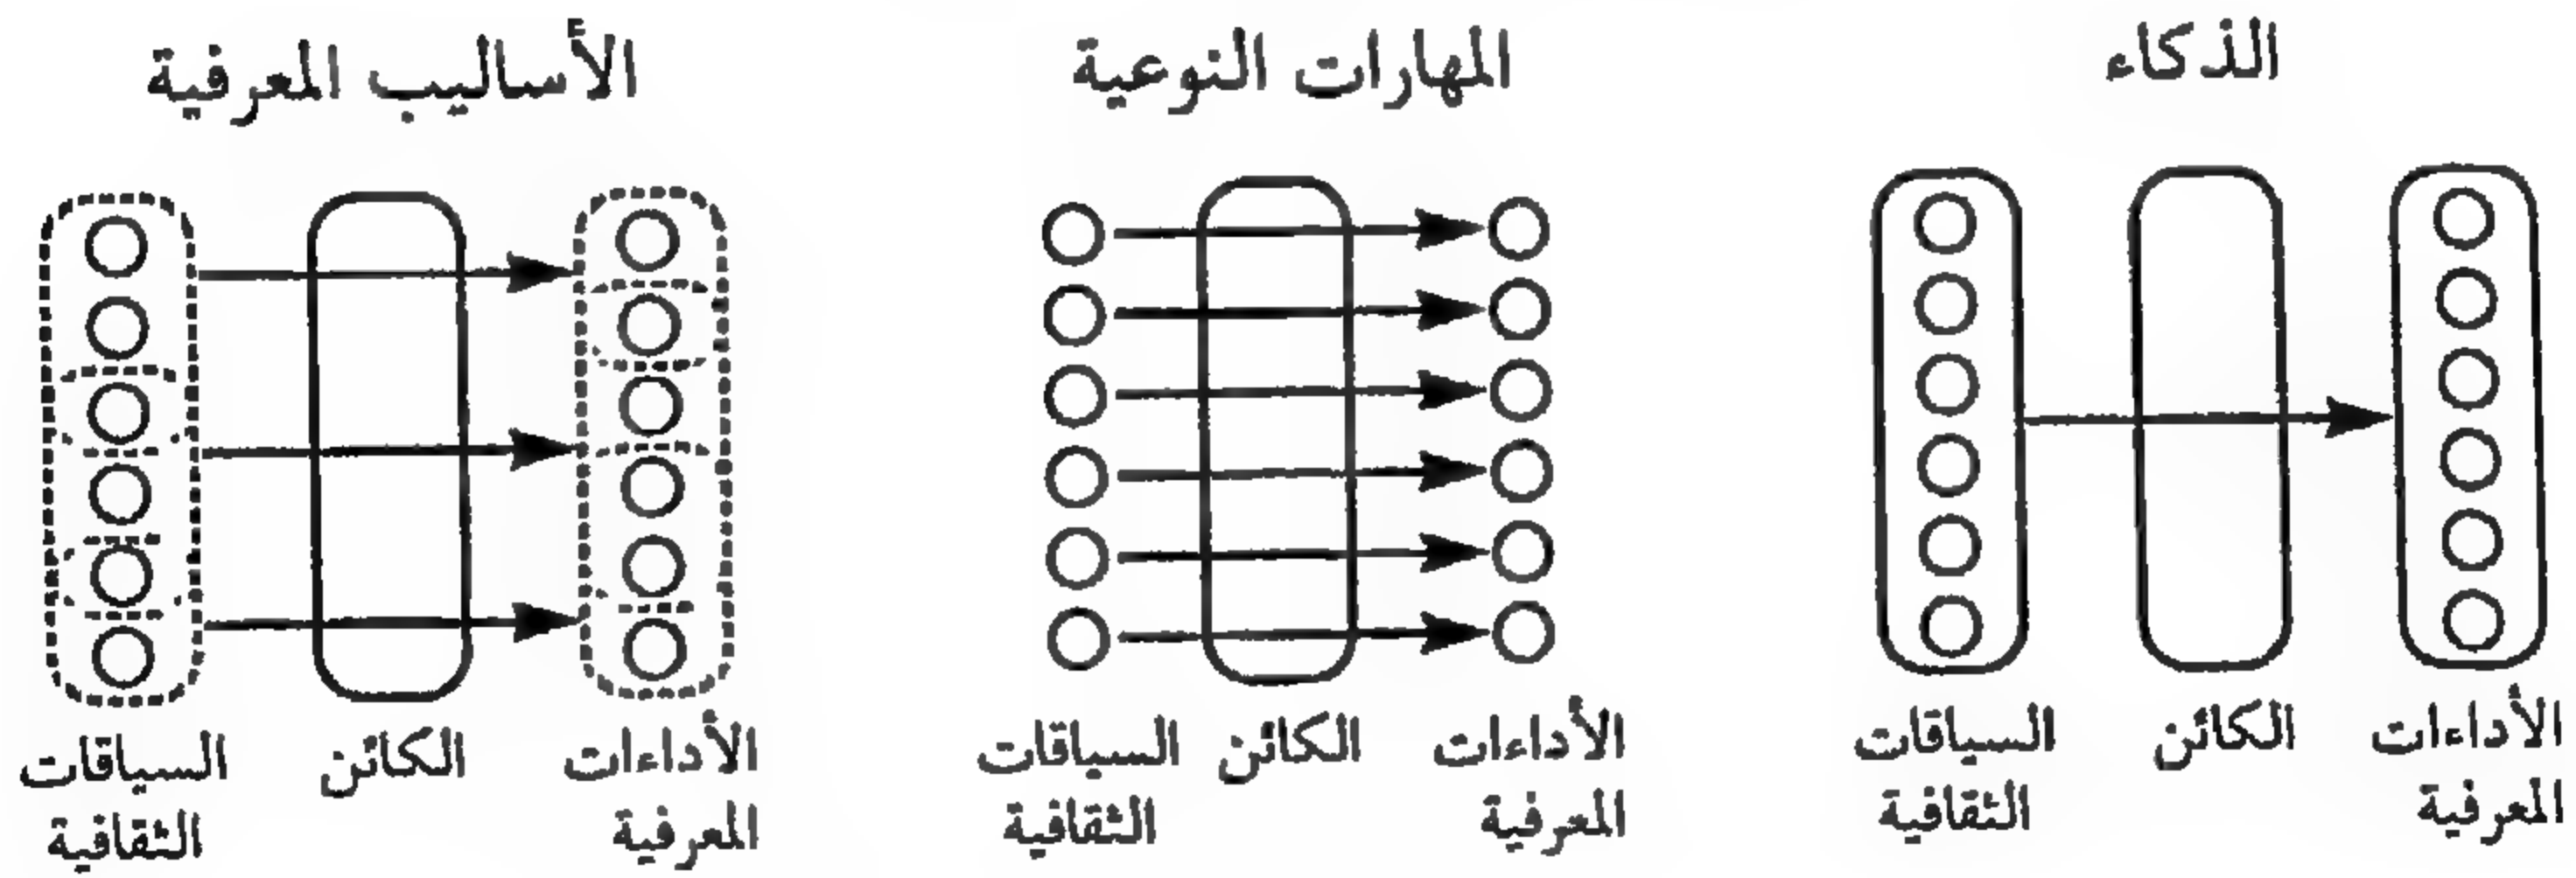 الذكاء
المهارات النوعية
الأساليب المعرفية
الأداءات
المعرفية
الكائن
السياقات
الثقافية
الأداءات
المعرفية
الكائن
السياقات
الثقافية
الأداءات
المعرفية
الكائن
السياقات
الثقافية